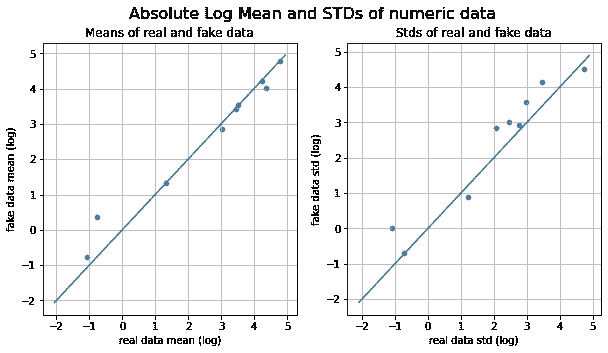 Absolute Log Mean and STDs of numeric data
Means of real and fake data
5
4
3
2
1
0
−1
−2
fake data mean (log)
−2 −1 0 1 2 3 4 5
real data mean (log)
Stds of real and fake data
5
4
3
2
1
0
−1
−2
fake data std (log)
−2 −1 0 1 2 3 4 5
real data std (log)